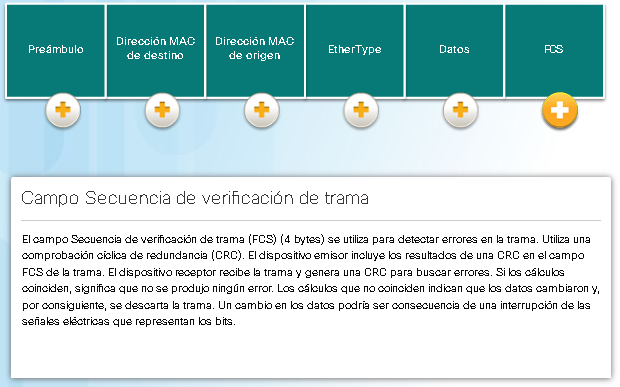 Preámbulo
Dirección MAC
de destino
Dirección MAC
de origen
EtherType
Datos
FCS
Campo Secuencia de verificación de trama
El campo Secuencia de verificación de trama (FCS) (4 bytes) se utiliza para detectar errores en la trama. Utiliza una
comprobación cíclica de redundancia (CRC). El dispositivo emisor incluye los resultados de una CRC en el campo
FCS de la trama. El dispositivo receptor recibe la trama y genera una CRC para buscar errores. Si los cálculos
coinciden, significa que no se produjo ningún error. Los cálculos que no coinciden indican que los datos cambiaron y,
por consiguiente, se descarta la trama. Un cambio en los datos podría ser consecuencia de una interrupción de las
señales eléctricas que representan los bits.